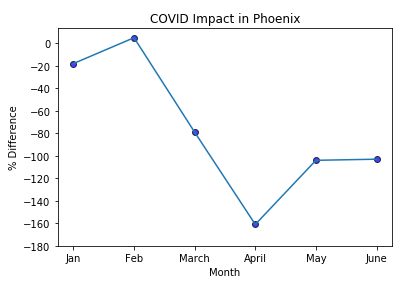 COVID Impact in Phoenix
0
−20
−40
−60
−80
−100
−120
−140
−160
−180
% Difference
Jan Feb March April May June
Month